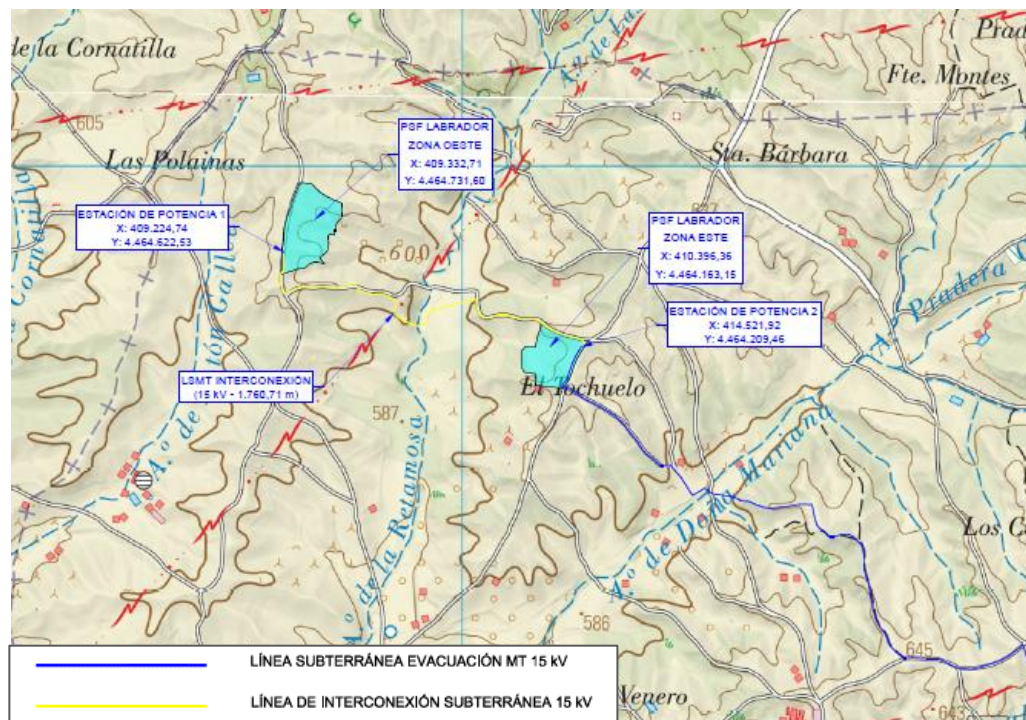 de la Cornatilla
Prad
Fte. Montes
605
Las Polainas
PSF LABRADOR
ZONA OESTE
X: 409.332,71
Y: 4.464.731,60
Sta. Bárbara
ESTACIÓN DE POTENCIA 1
X: 409.224,74
Y: 4.464.622,53
PSF LABRADOR
ZONA ESTE
X: 410.396,36
Y: 4.464.163,15
600
A. Pradera
ESTACIÓN DE POTENCIA 2
X: 414.521,92
Y: 4.464.209,46
LSMT INTERCONEXIÓN
(15 kV - 1.760,71 m)
El Tochuelo
587
A.º de
A.º de la Retamosa
A.º de Doña Mariana
Los C
586
645
643
Venero
LÍNEA SUBTERRÁNEA EVACUACIÓN MT 15 kV
LÍNEA DE INTERCONEXIÓN SUBTERRÁNEA 15 kV